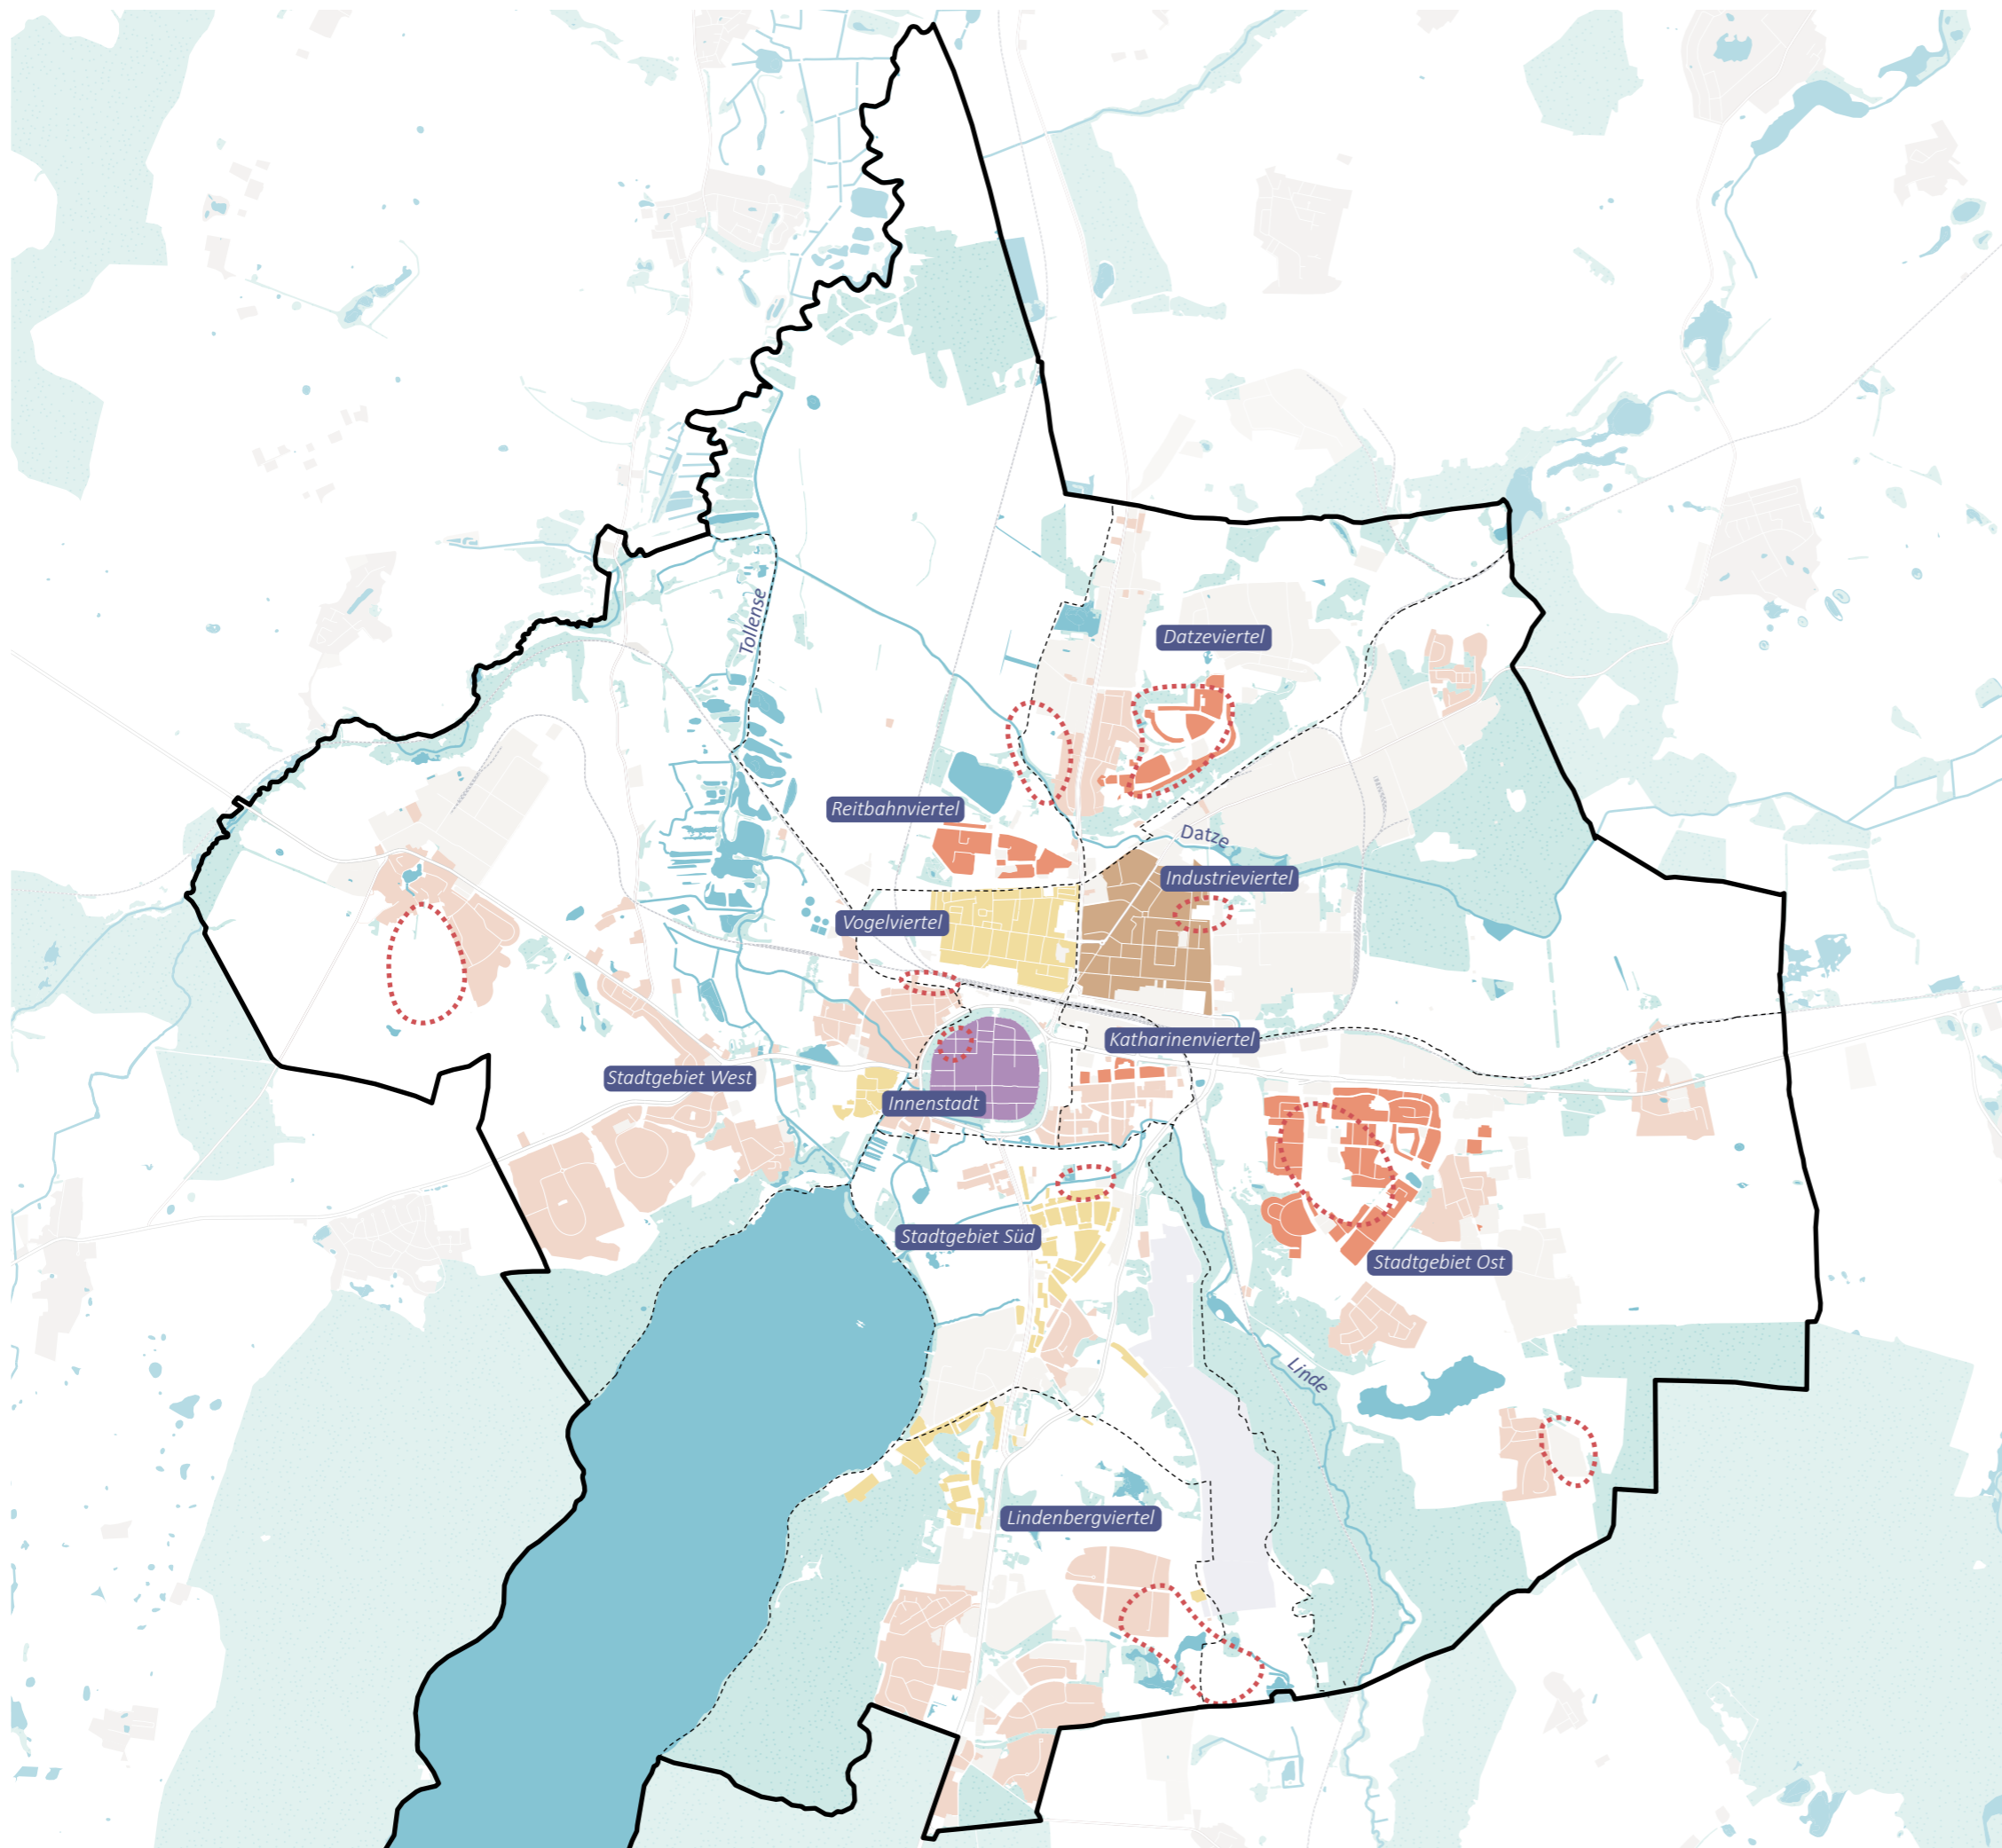 Tollense
Datzeviertel
Reitbahnviertel
Datze
Industrieviertel
Vogelviertel
Katharinenviertel
Stadtgebiet West
Innenstadt
Stadtgebiet Süd
Stadtgebiet Ost
Linde
Lindenbergviertel